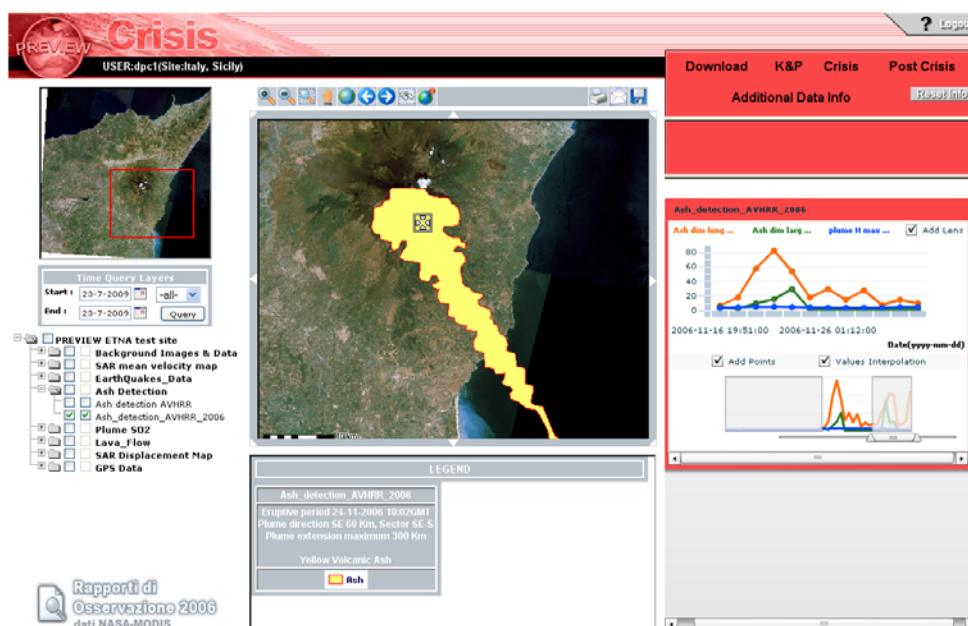 PREVIEW Crisis
? Logout
USER:dpc1(Site:Italy, Sicily)
Download K&P Crisis Post Crisis
Additional Data Info Reset Info
Time Query Layers
Start : 23-7-2009 -all-
End : 23-7-2009 Query
PREVIEW ETNA test site
Background Images & Data
SAR mean velocity map
EarthQuakes_Data
Ash Detection
Ash detection AVHRR
Ash_detection_AVHRR_2006
Plume SO2
Lava_Flow
SAR Displacement Map
GPS Data
Rapporti di
Osservazione 2006
dati NASA-MODIS
LEGEND
Ash_detection_AVHRR_2006
Eruptive period 24-11-2006 10:02GMT
Plume direction SE 60 Km, Sector SE-S
Plume extension maximum 300 Km
Yellow Volcanic Ash
Ash
Ash_detection_AVHRR_2006
Ash dim lung ... Ash dim larg ... plume H max ... Add Lens
80
60
40
20
0
2006-11-16 19:51:00 2006-11-26 01:12:00
Date(yyyy-mm-dd)
Add Points Values Interpolation